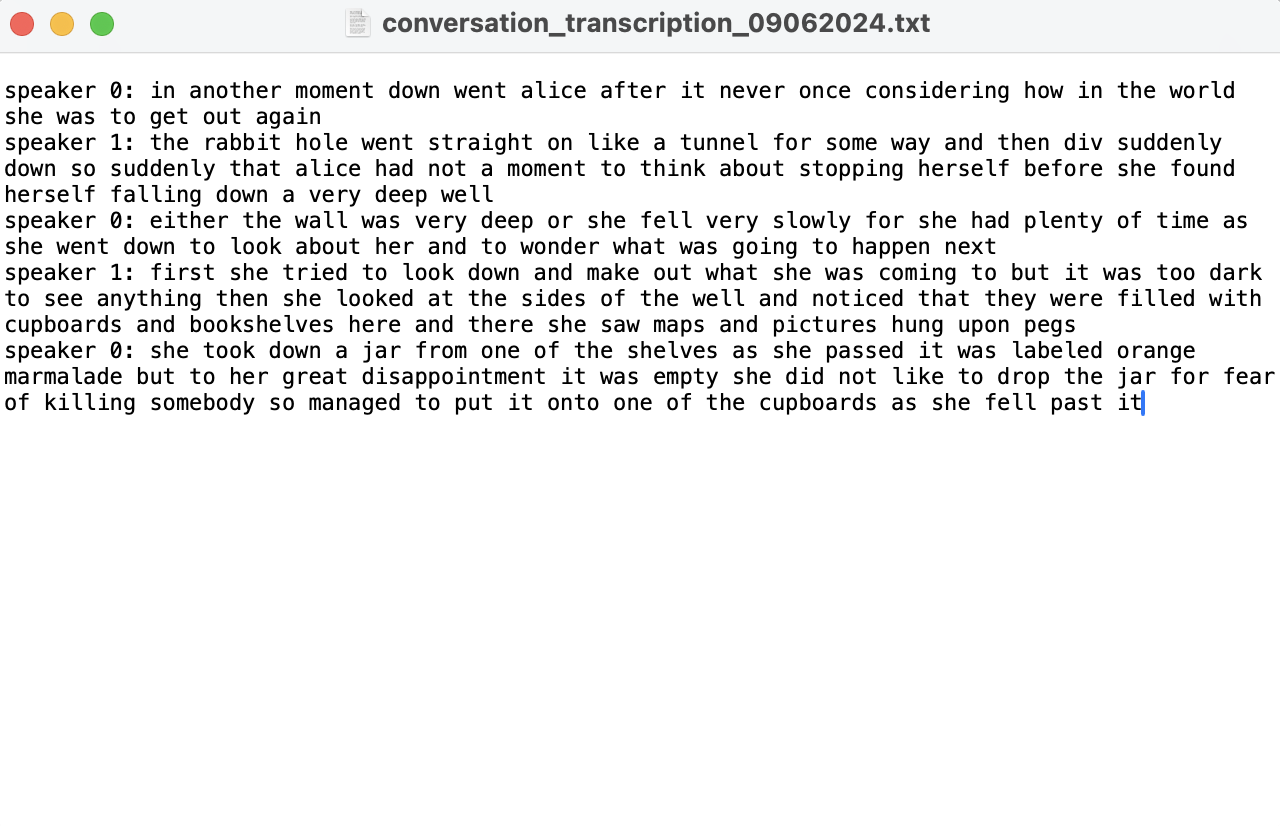 conversation_transcription_09062024.txt
speaker 0: in another moment down went alice after it never once considering how in the world
she was to get out again
speaker 1: the rabbit hole went straight on like a tunnel for some way and then div suddenly
down so suddenly that alice had not a moment to think about stopping herself before she found
herself falling down a very deep well
speaker 0: either the wall was very deep or she fell very slowly for she had plenty of time as
she went down to look about her and to wonder what was going to happen next
speaker 1: first she tried to look down and make out what she was coming to but it was too dark
to see anything then she looked at the sides of the well and noticed that they were filled with
cupboards and bookshelves here and there she saw maps and pictures hung upon pegs
speaker 0: she took down a jar from one of the shelves as she passed it was labeled orange
marmalade but to her great disappointment it was empty she did not like to drop the jar for fear
of killing somebody so managed to put it onto one of the cupboards as she fell past it